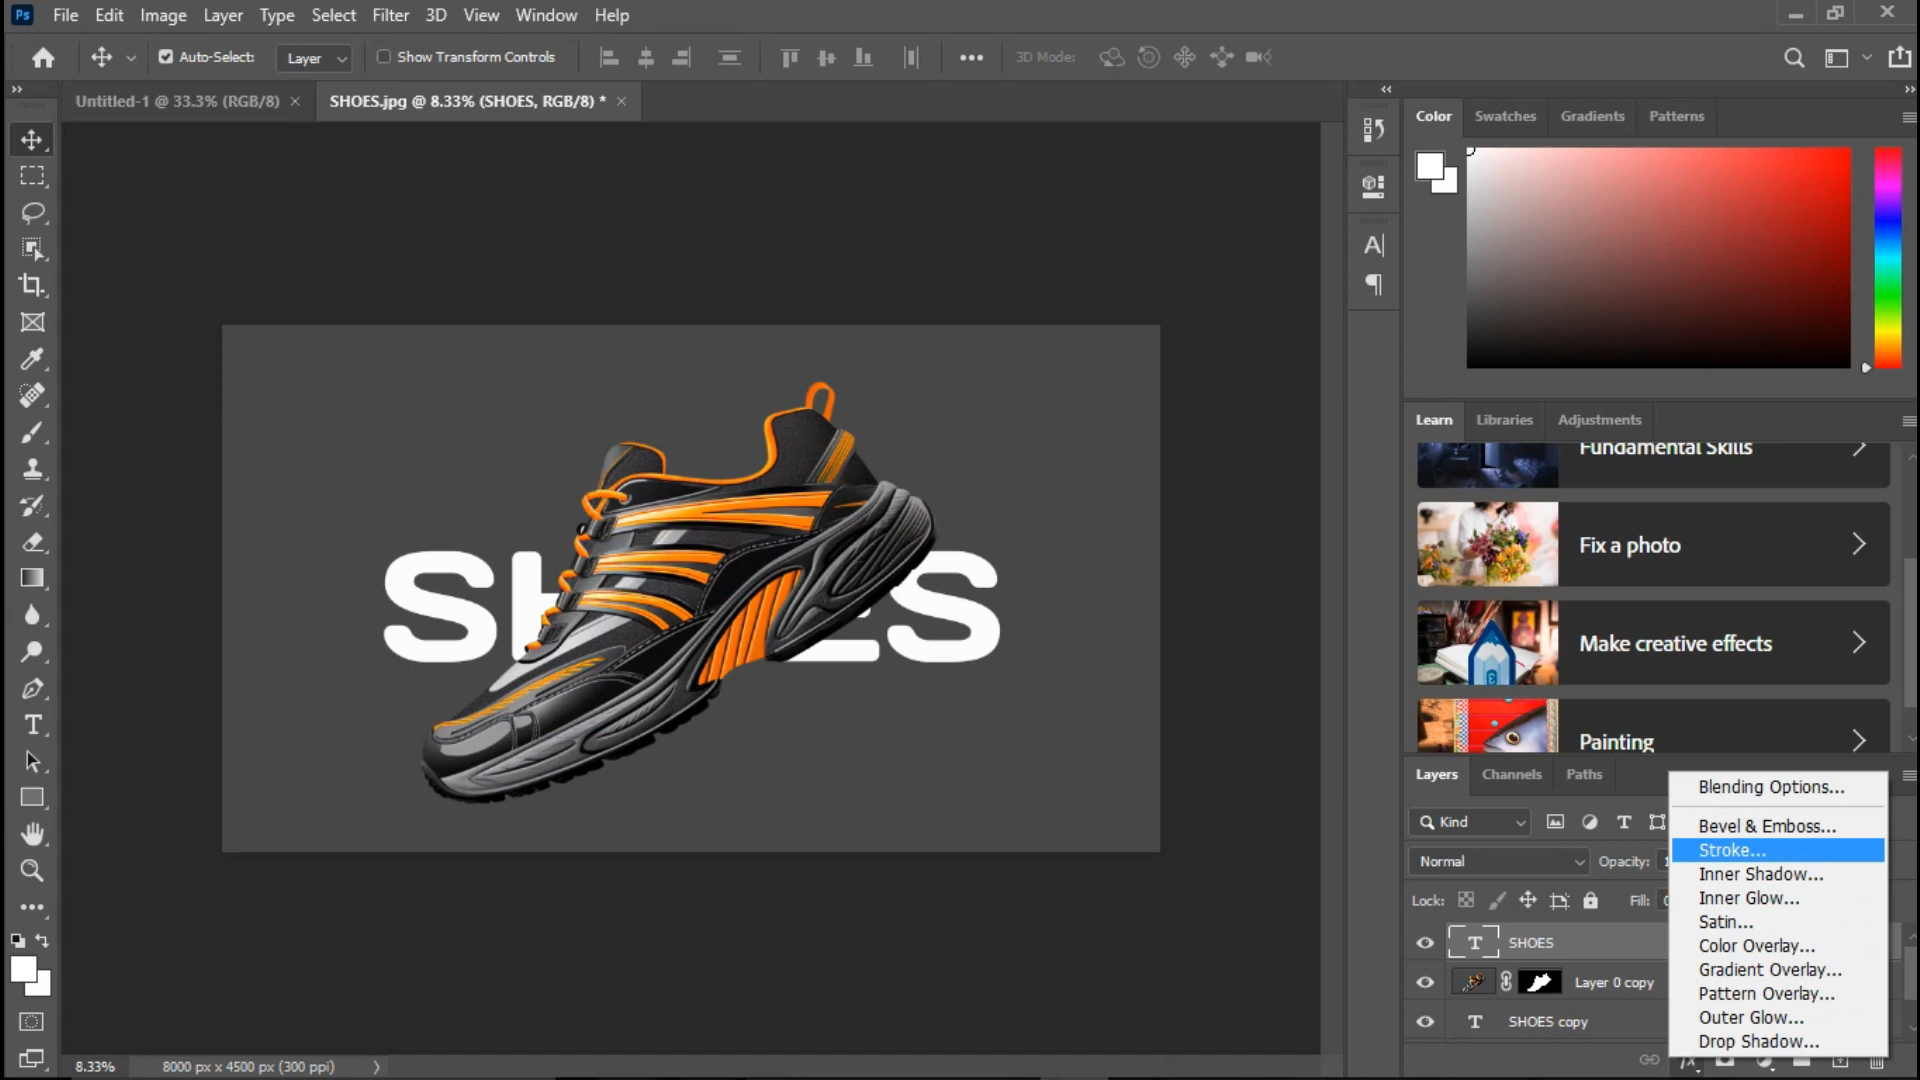 Ps File Edit Image Layer Type Select Filter 3D View Window Help
Auto-Select: Layer Show Transform Controls 3D Mode:
Untitled-1 @ 33.3% (RGB/8) × SHOES.jpg @ 8.33% (SHOES, RGB/8) * ×
Color Swatches Gradients Patterns
Learn Libraries Adjustments
Fundamental Skills
Fix a photo
Make creative effects
Painting
SHOES
Layers Channels Paths
Kind
Normal Opacity:
Lock: Fill:
SHOES
Layer 0 copy
SHOES copy
Blending Options...
Bevel & Emboss...
Stroke...
Inner Shadow...
Inner Glow...
Satin...
Color Overlay...
Gradient Overlay...
Pattern Overlay...
Outer Glow...
Drop Shadow...
fx
8.33% 8000 px x 4500 px (300 ppi)